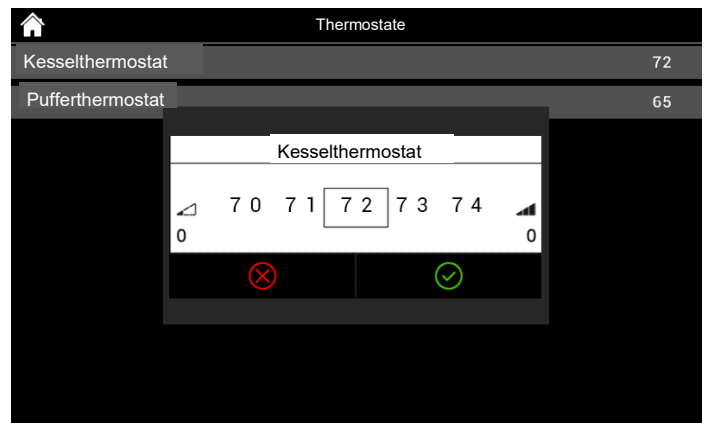 Thermostate
Kesselthermostat 72
Pufferthermostat 65
Kesselthermostat
70 71 72 73 74
0 0